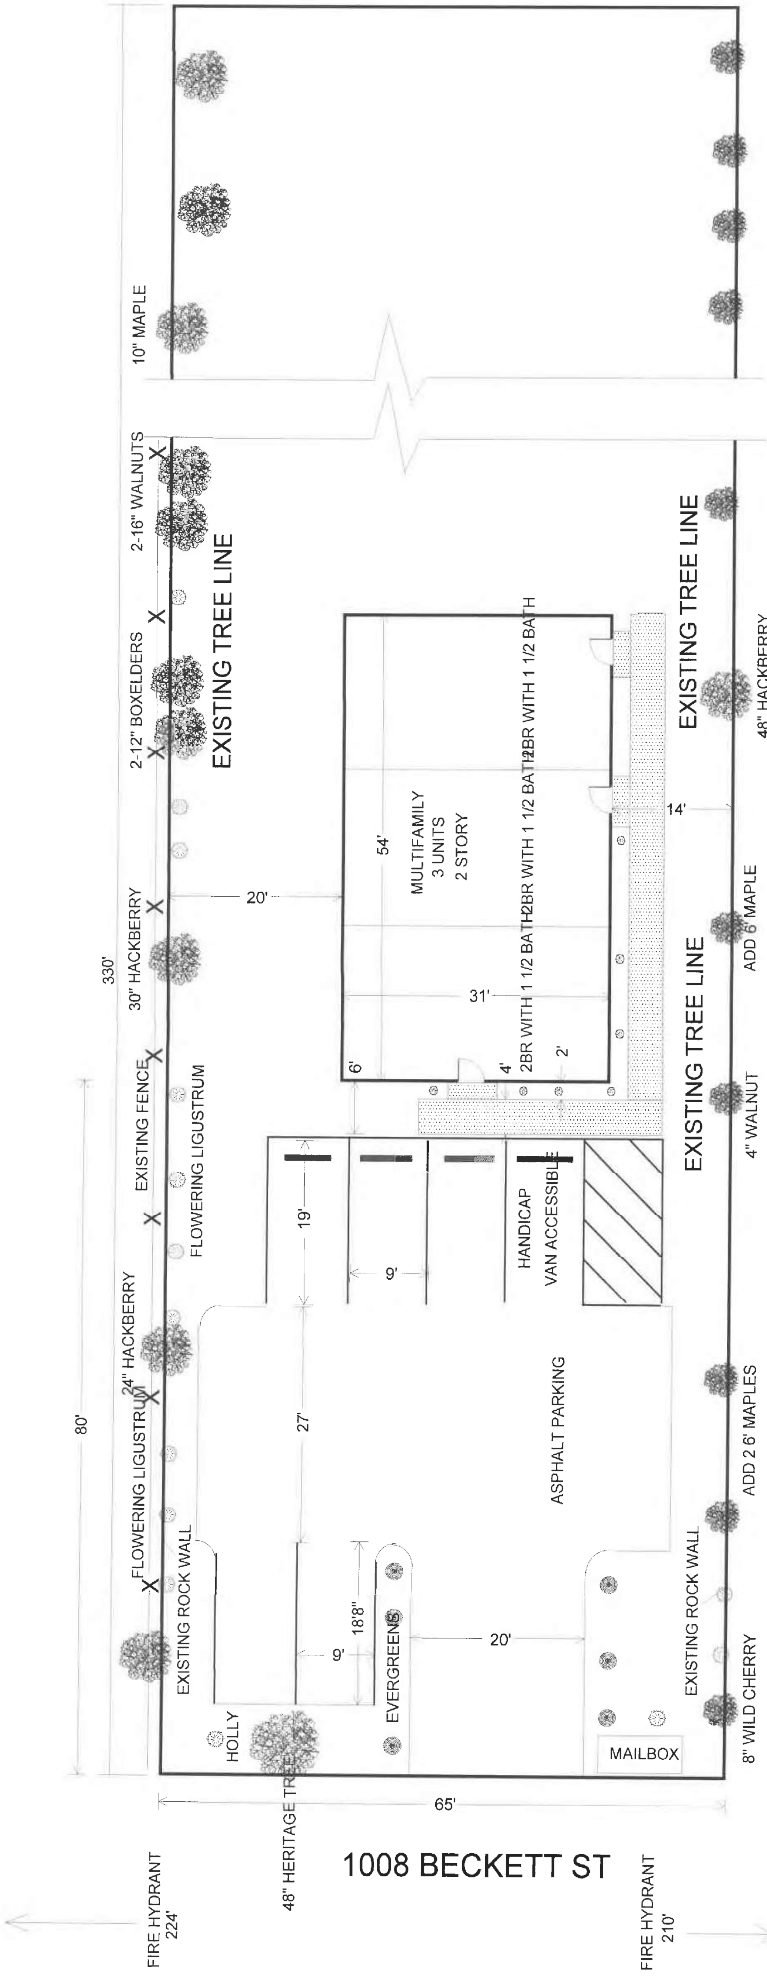 10" MAPLE
2-16" WALNUTS
EXISTING TREE LINE
2-12" BOXELDERS
EXISTING TREE LINE
48" HACKBERRY
MULTIFAMILY
3 UNITS
2 STORY
54'
2BR WITH 1 1/2 BATH
2BR WITH 1 1/2 BATH
2BR WITH 1 1/2 BATH
14'
20'
31'
330'
30" HACKBERRY
ADD 6' MAPLE
EXISTING TREE LINE
6'
4'
2'
EXISTING FENCE
FLOWERING LIGUSTRUM
4" WALNUT
19'
9'
HANDICAP
VAN ACCESSIBLE
24" HACKBERRY
FLOWERING LIGUSTRUM
80'
27'
ASPHALT PARKING
ADD 2 6' MAPLES
EXISTING ROCK WALL
18'8"
9'
EVERGREENS
20'
EXISTING ROCK WALL
HOLLY
48" HERITAGE TREE
MAILBOX
8" WILD CHERRY
65'
1008 BECKETT ST
FIRE HYDRANT
224'
FIRE HYDRANT
210'